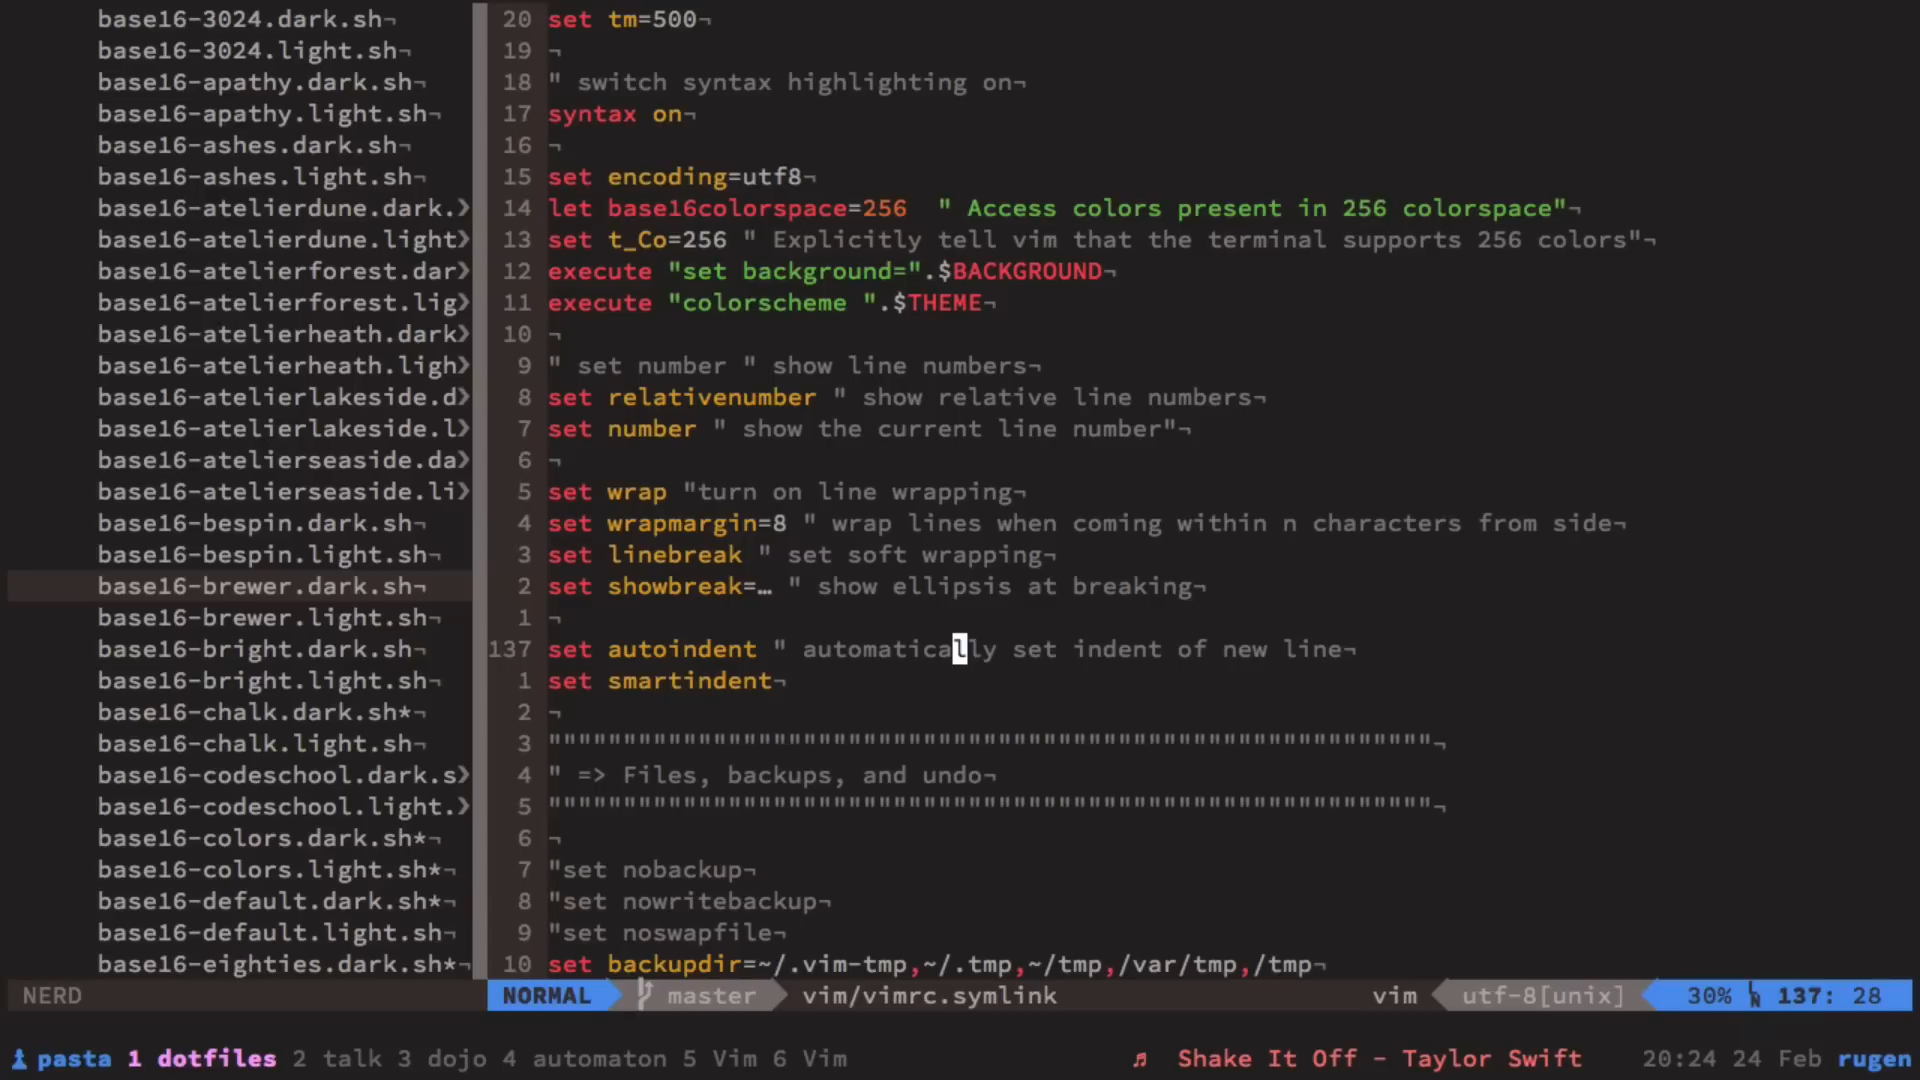 base16-3024.dark.sh¬
base16-3024.light.sh¬
base16-apathy.dark.sh¬
base16-apathy.light.sh¬
base16-ashes.dark.sh¬
base16-ashes.light.sh¬
base16-atelierdune.dark.❯
base16-atelierdune.light❯
base16-atelierforest.dar❯
base16-atelierforest.lig❯
base16-atelierheath.dark❯
base16-atelierheath.ligh❯
base16-atelierlakeside.d❯
base16-atelierlakeside.l❯
base16-atelierseaside.da❯
base16-atelierseaside.li❯
base16-bespin.dark.sh¬
base16-bespin.light.sh¬
base16-brewer.dark.sh¬
base16-brewer.light.sh¬
base16-bright.dark.sh¬
base16-bright.light.sh¬
base16-chalk.dark.sh*¬
base16-chalk.light.sh¬
base16-codeschool.dark.s❯
base16-codeschool.light.❯
base16-colors.dark.sh*¬
base16-colors.light.sh*¬
base16-default.dark.sh*¬
base16-default.light.sh¬
base16-eighties.dark.sh*¬
20 set tm=500¬
19 ¬
18 " switch syntax highlighting on¬
17 syntax on¬
16 ¬
15 set encoding=utf8¬
14 let base16colorspace=256  " Access colors present in 256 colorspace"¬
13 set t_Co=256 " Explicitly tell vim that the terminal supports 256 colors"¬
12 execute "set background=".$BACKGROUND¬
11 execute "colorscheme ".$THEME¬
10 ¬
9 " set number " show line numbers¬
8 set relativenumber " show relative line numbers¬
7 set number " show the current line number"¬
6 ¬
5 set wrap "turn on line wrapping¬
4 set wrapmargin=8 " wrap lines when coming within n characters from side¬
3 set linebreak " set soft wrapping¬
2 set showbreak=… " show ellipsis at breaking¬
1 ¬
137 set autoindent " automatically set indent of new line¬
1 set smartindent¬
2 ¬
3 """""""""""""""""""""""""""""""""""""""""""""""""""""""""""¬
4 " => Files, backups, and undo¬
5 """""""""""""""""""""""""""""""""""""""""""""""""""""""""""¬
6 ¬
7 "set nobackup¬
8 "set nowritebackup¬
9 "set noswapfile¬
10 set backupdir=~/.vim-tmp,~/.tmp,~/tmp,/var/tmp,/tmp¬
NERD
NORMAL master vim/vimrc.symlink vim utf-8[unix] 30% LN 137: 28
pasta 1 dotfiles 2 talk 3 dojo 4 automaton 5 Vim 6 Vim ♬ Shake It Off - Taylor Swift 20:24 24 Feb rugen